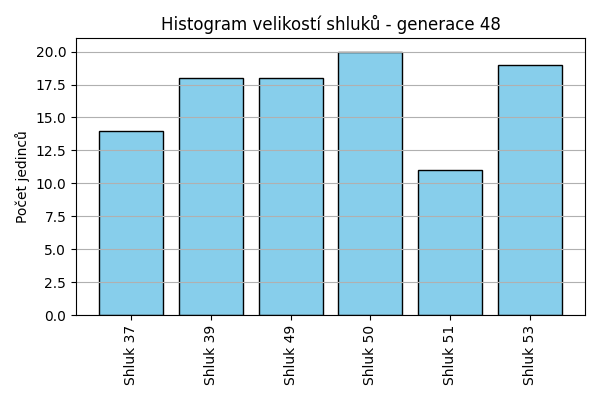 Histogram velikostí shluků - generace 48
Počet jedinců
20.0
17.5
15.0
12.5
10.0
7.5
5.0
2.5
0.0
Shluk 37
Shluk 39
Shluk 49
Shluk 50
Shluk 51
Shluk 53